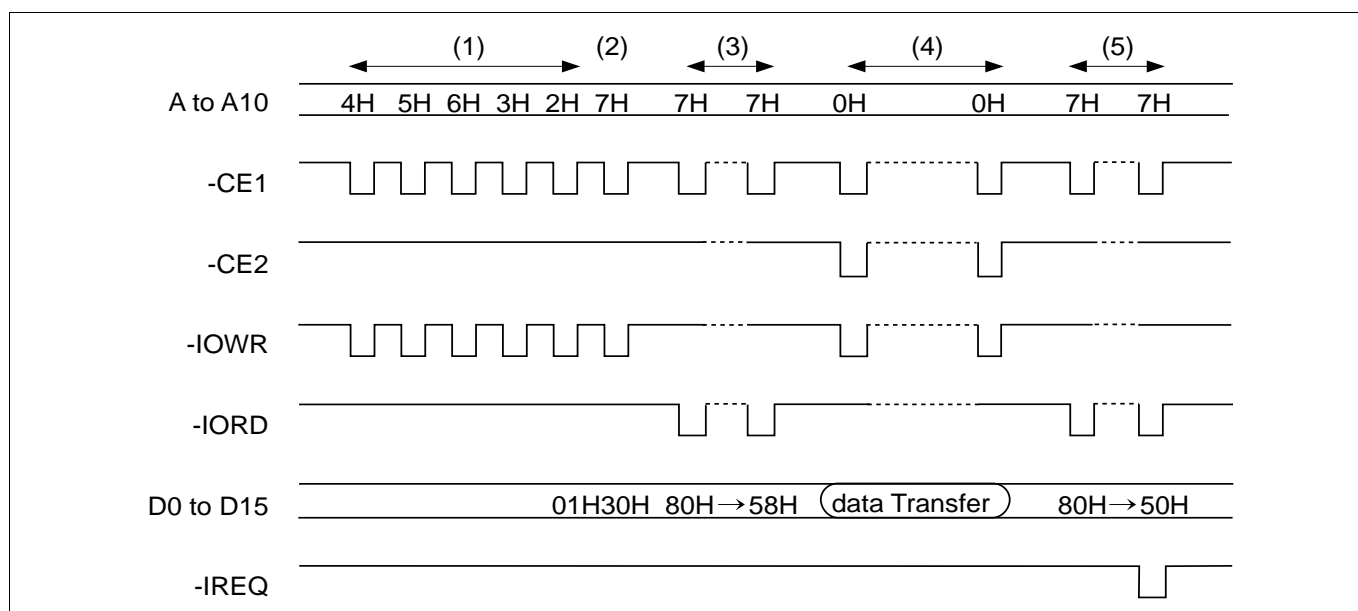 (1) (2) (3) (4) (5)
A to A10 4H 5H 6H 3H 2H 7H 7H 7H 0H 0H 7H 7H
-CE1
-CE2
-IOWR
-IORD
D0 to D15 01H30H 80H→58H data Transfer 80H→50H
-IREQ